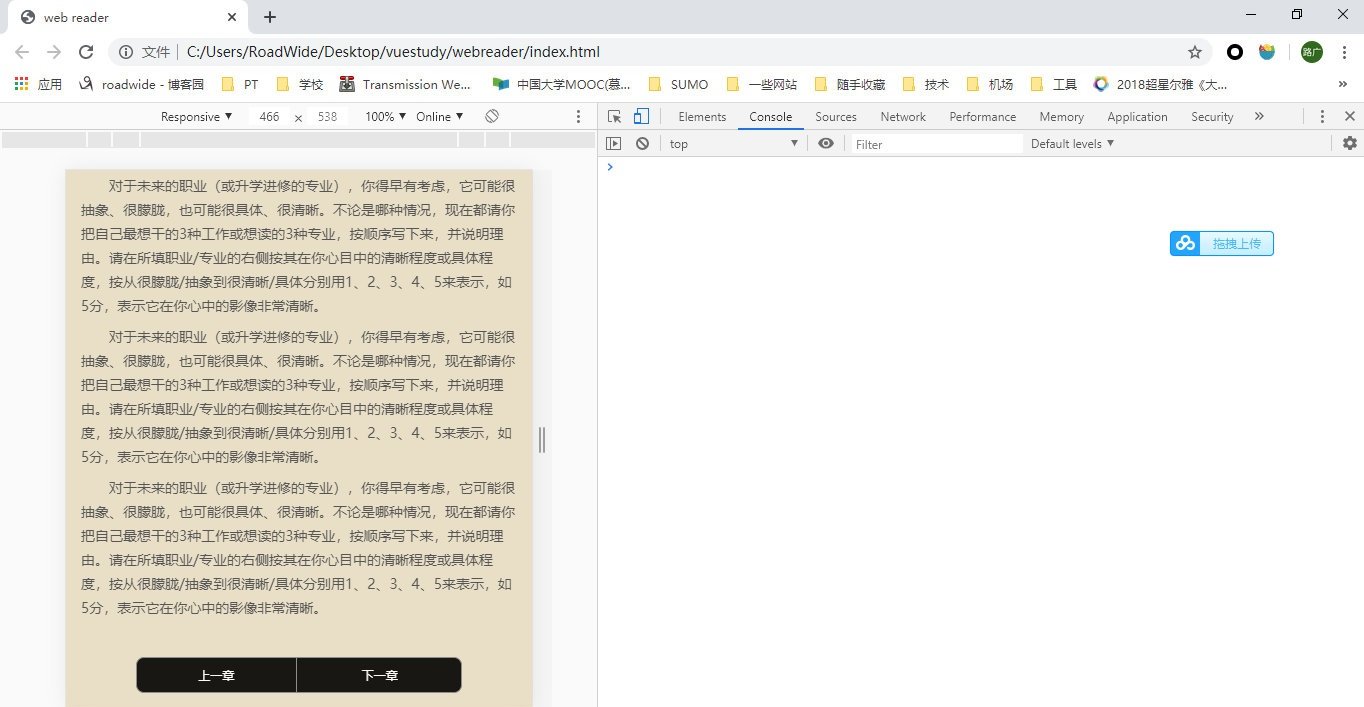 web reader
文件 C:/Users/RoadWide/Desktop/vuestudy/webreader/index.html
路广
应用 roadwide - 博客园 PT 学校 Transmission We... 中国大学MOOC(慕... SUMO 一些网站 随手收藏 技术 机场 工具 2018超星尔雅《大... »
Responsive ▼ 466 x 538 100% ▼ Online ▼
Elements Console Sources Network Performance Memory Application Security »
top ▼ Filter Default levels ▼
对于未来的职业（或升学进修的专业），你得早有考虑，它可能很
抽象、很朦胧，也可能很具体、很清晰。不论是哪种情况，现在都请你
把自己最想干的3种工作或想读的3种专业，按顺序写下来，并说明理
由。请在所填职业/专业的右侧按其在你心目中的清晰程度或具体程
度，按从很朦胧/抽象到很清晰/具体分别用1、2、3、4、5来表示，如
5分，表示它在你心中的影像非常清晰。
对于未来的职业（或升学进修的专业），你得早有考虑，它可能很
抽象、很朦胧，也可能很具体、很清晰。不论是哪种情况，现在都请你
把自己最想干的3种工作或想读的3种专业，按顺序写下来，并说明理
由。请在所填职业/专业的右侧按其在你心目中的清晰程度或具体程
度，按从很朦胧/抽象到很清晰/具体分别用1、2、3、4、5来表示，如
5分，表示它在你心中的影像非常清晰。
对于未来的职业（或升学进修的专业），你得早有考虑，它可能很
抽象、很朦胧，也可能很具体、很清晰。不论是哪种情况，现在都请你
把自己最想干的3种工作或想读的3种专业，按顺序写下来，并说明理
由。请在所填职业/专业的右侧按其在你心目中的清晰程度或具体程
度，按从很朦胧/抽象到很清晰/具体分别用1、2、3、4、5来表示，如
5分，表示它在你心中的影像非常清晰。
上一章 下一章
拖拽上传